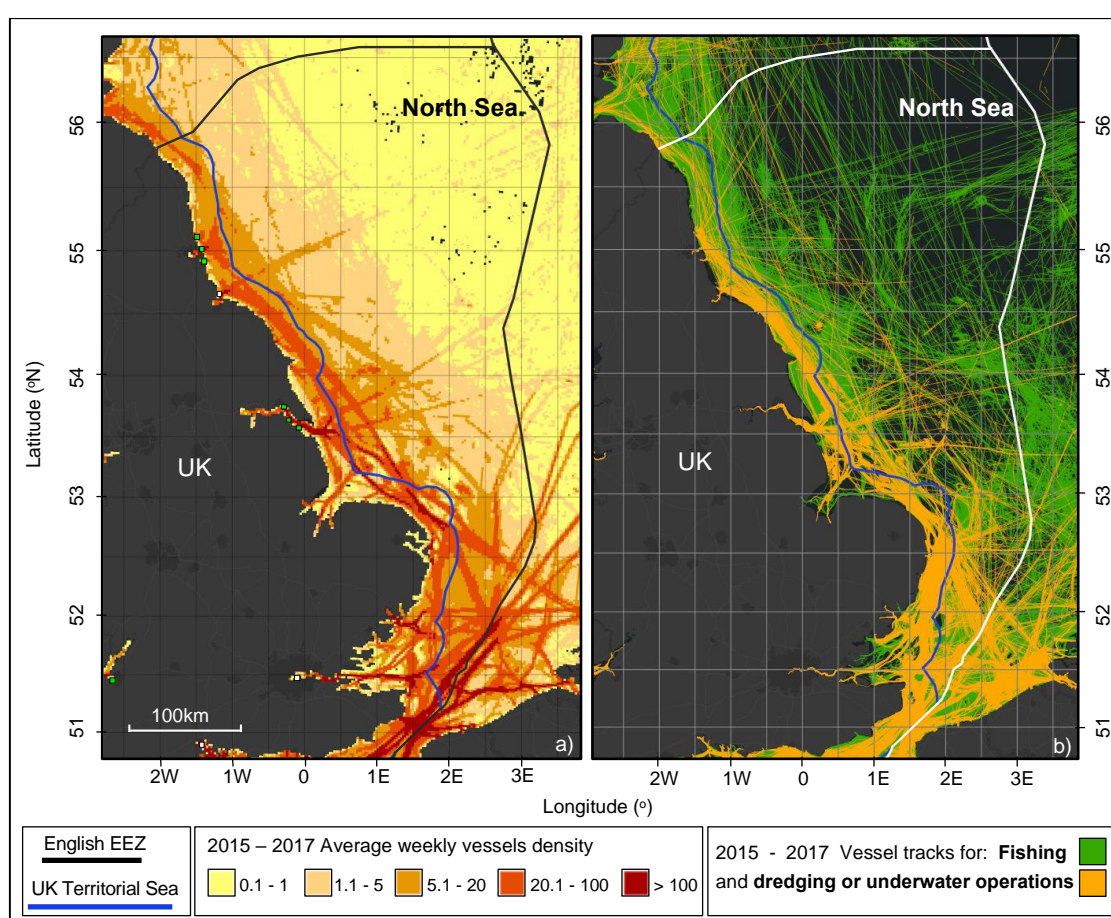 North Sea
UK
100km
a)
North Sea
UK
b)
Latitude (ºN)
56
55
54
53
52
51
56
55
54
53
52
51
2W 1W 0 1E 2E 3E
2W 1W 0 1E 2E 3E
Longitude (º)
English EEZ
UK Territorial Sea
2015 – 2017 Average weekly vessels density
0.1 - 1 1.1 - 5 5.1 - 20 20.1 - 100 > 100
2015 - 2017 Vessel tracks for: Fishing
and dredging or underwater operations